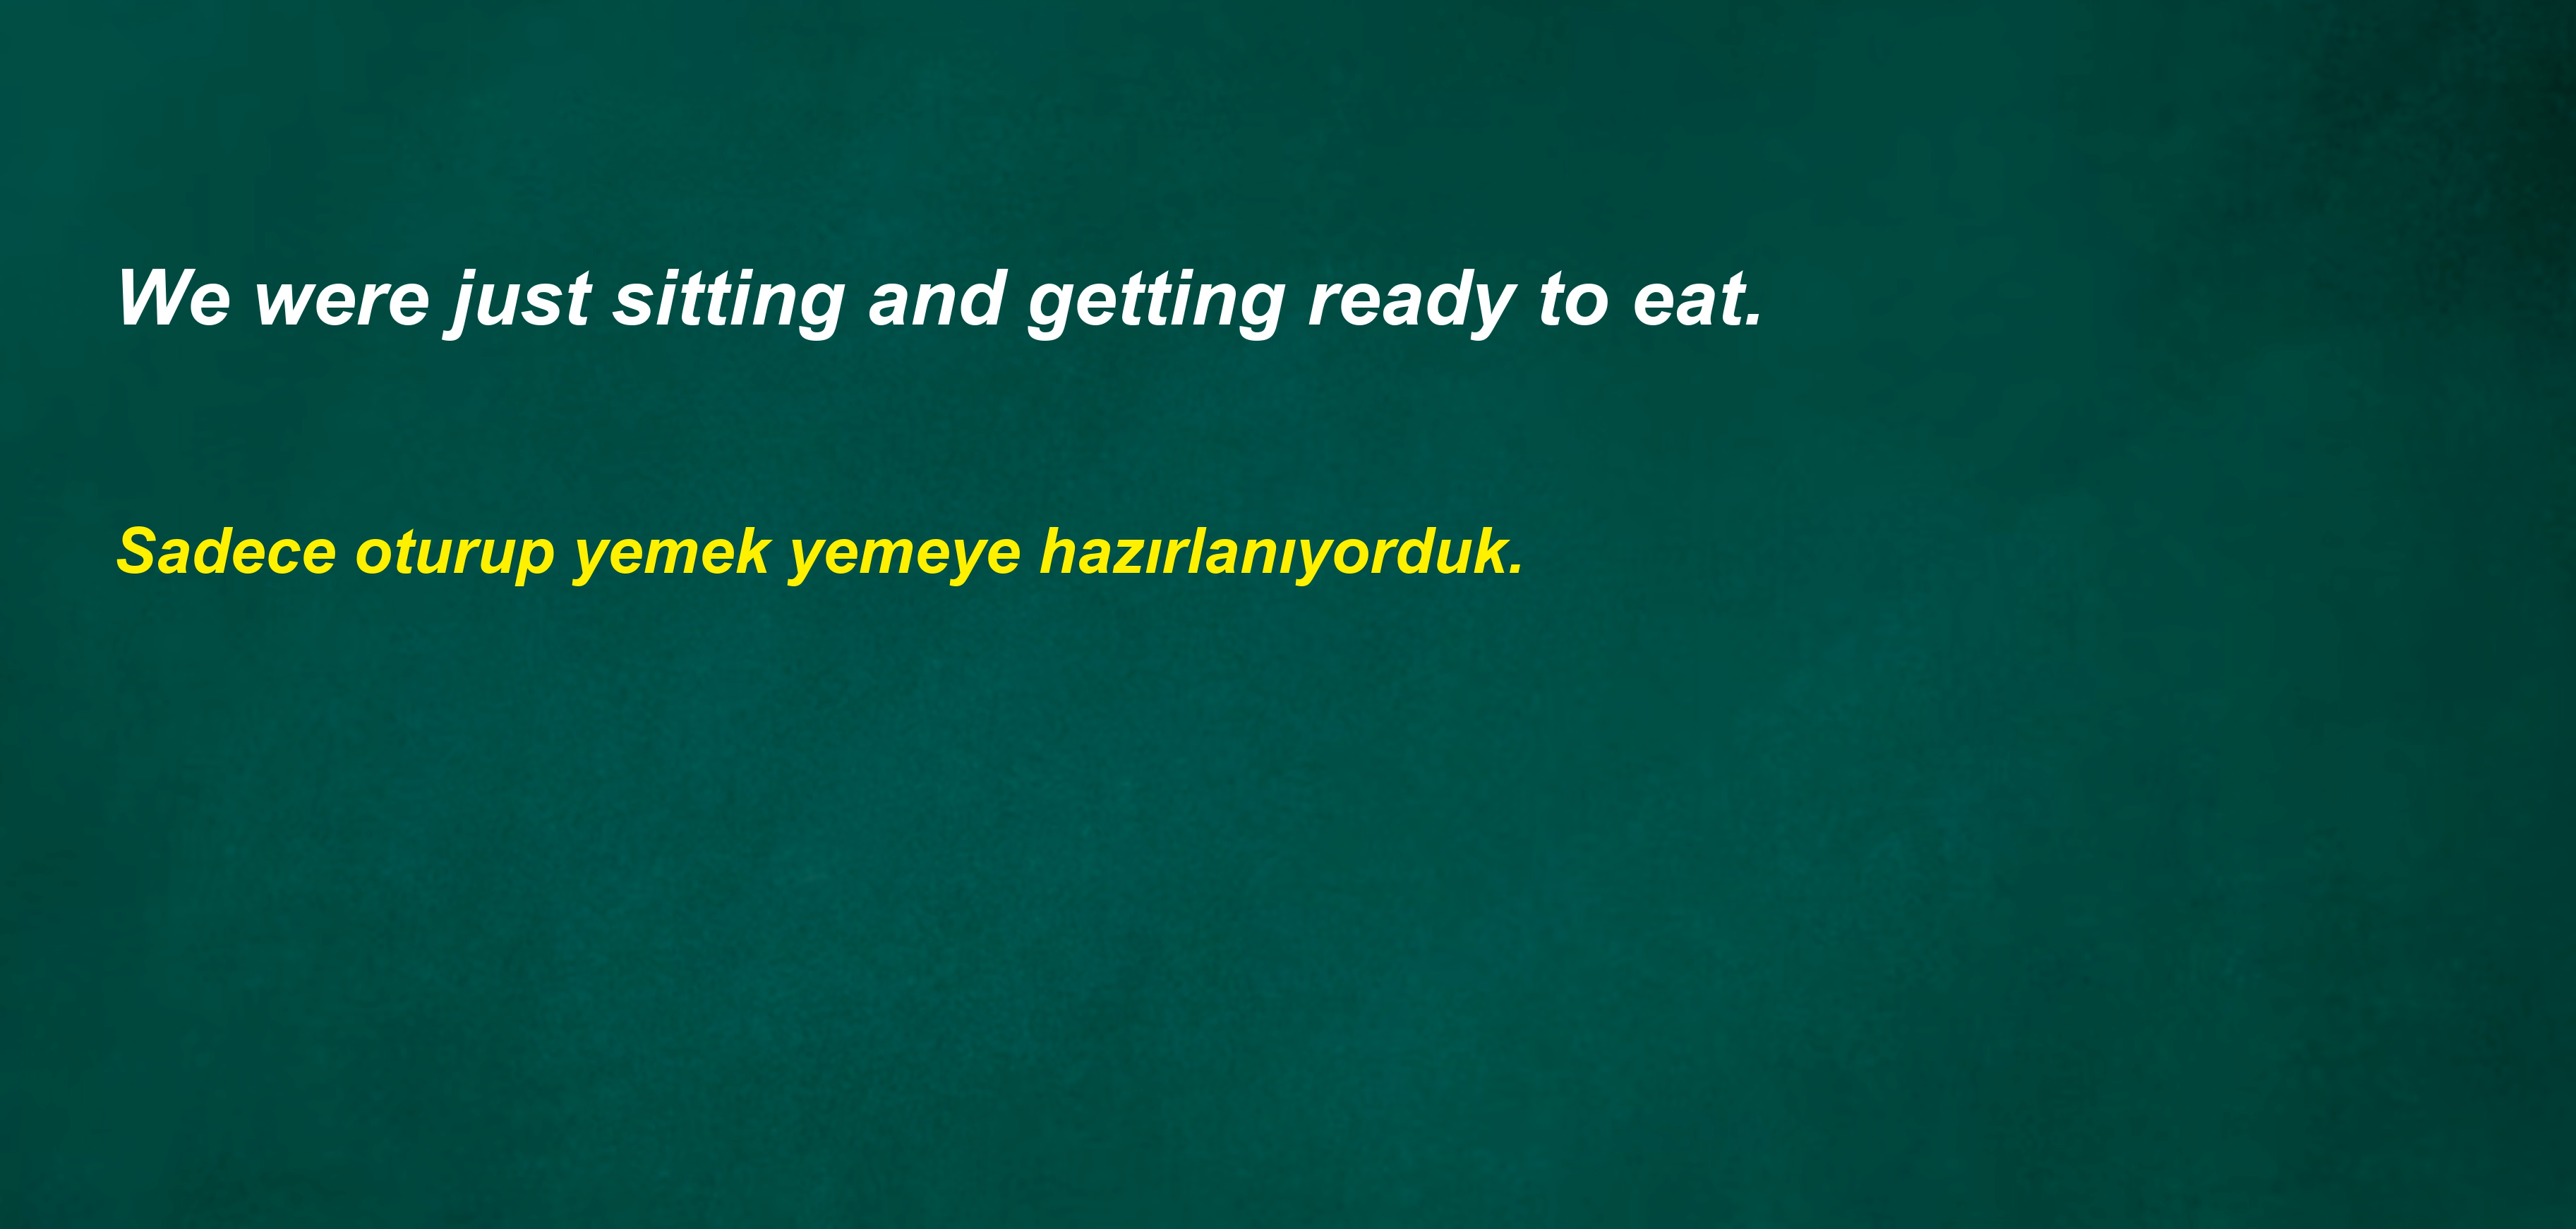 We were just sitting and getting ready to eat.
Sadece oturup yemek yemeye hazırlanıyorduk.